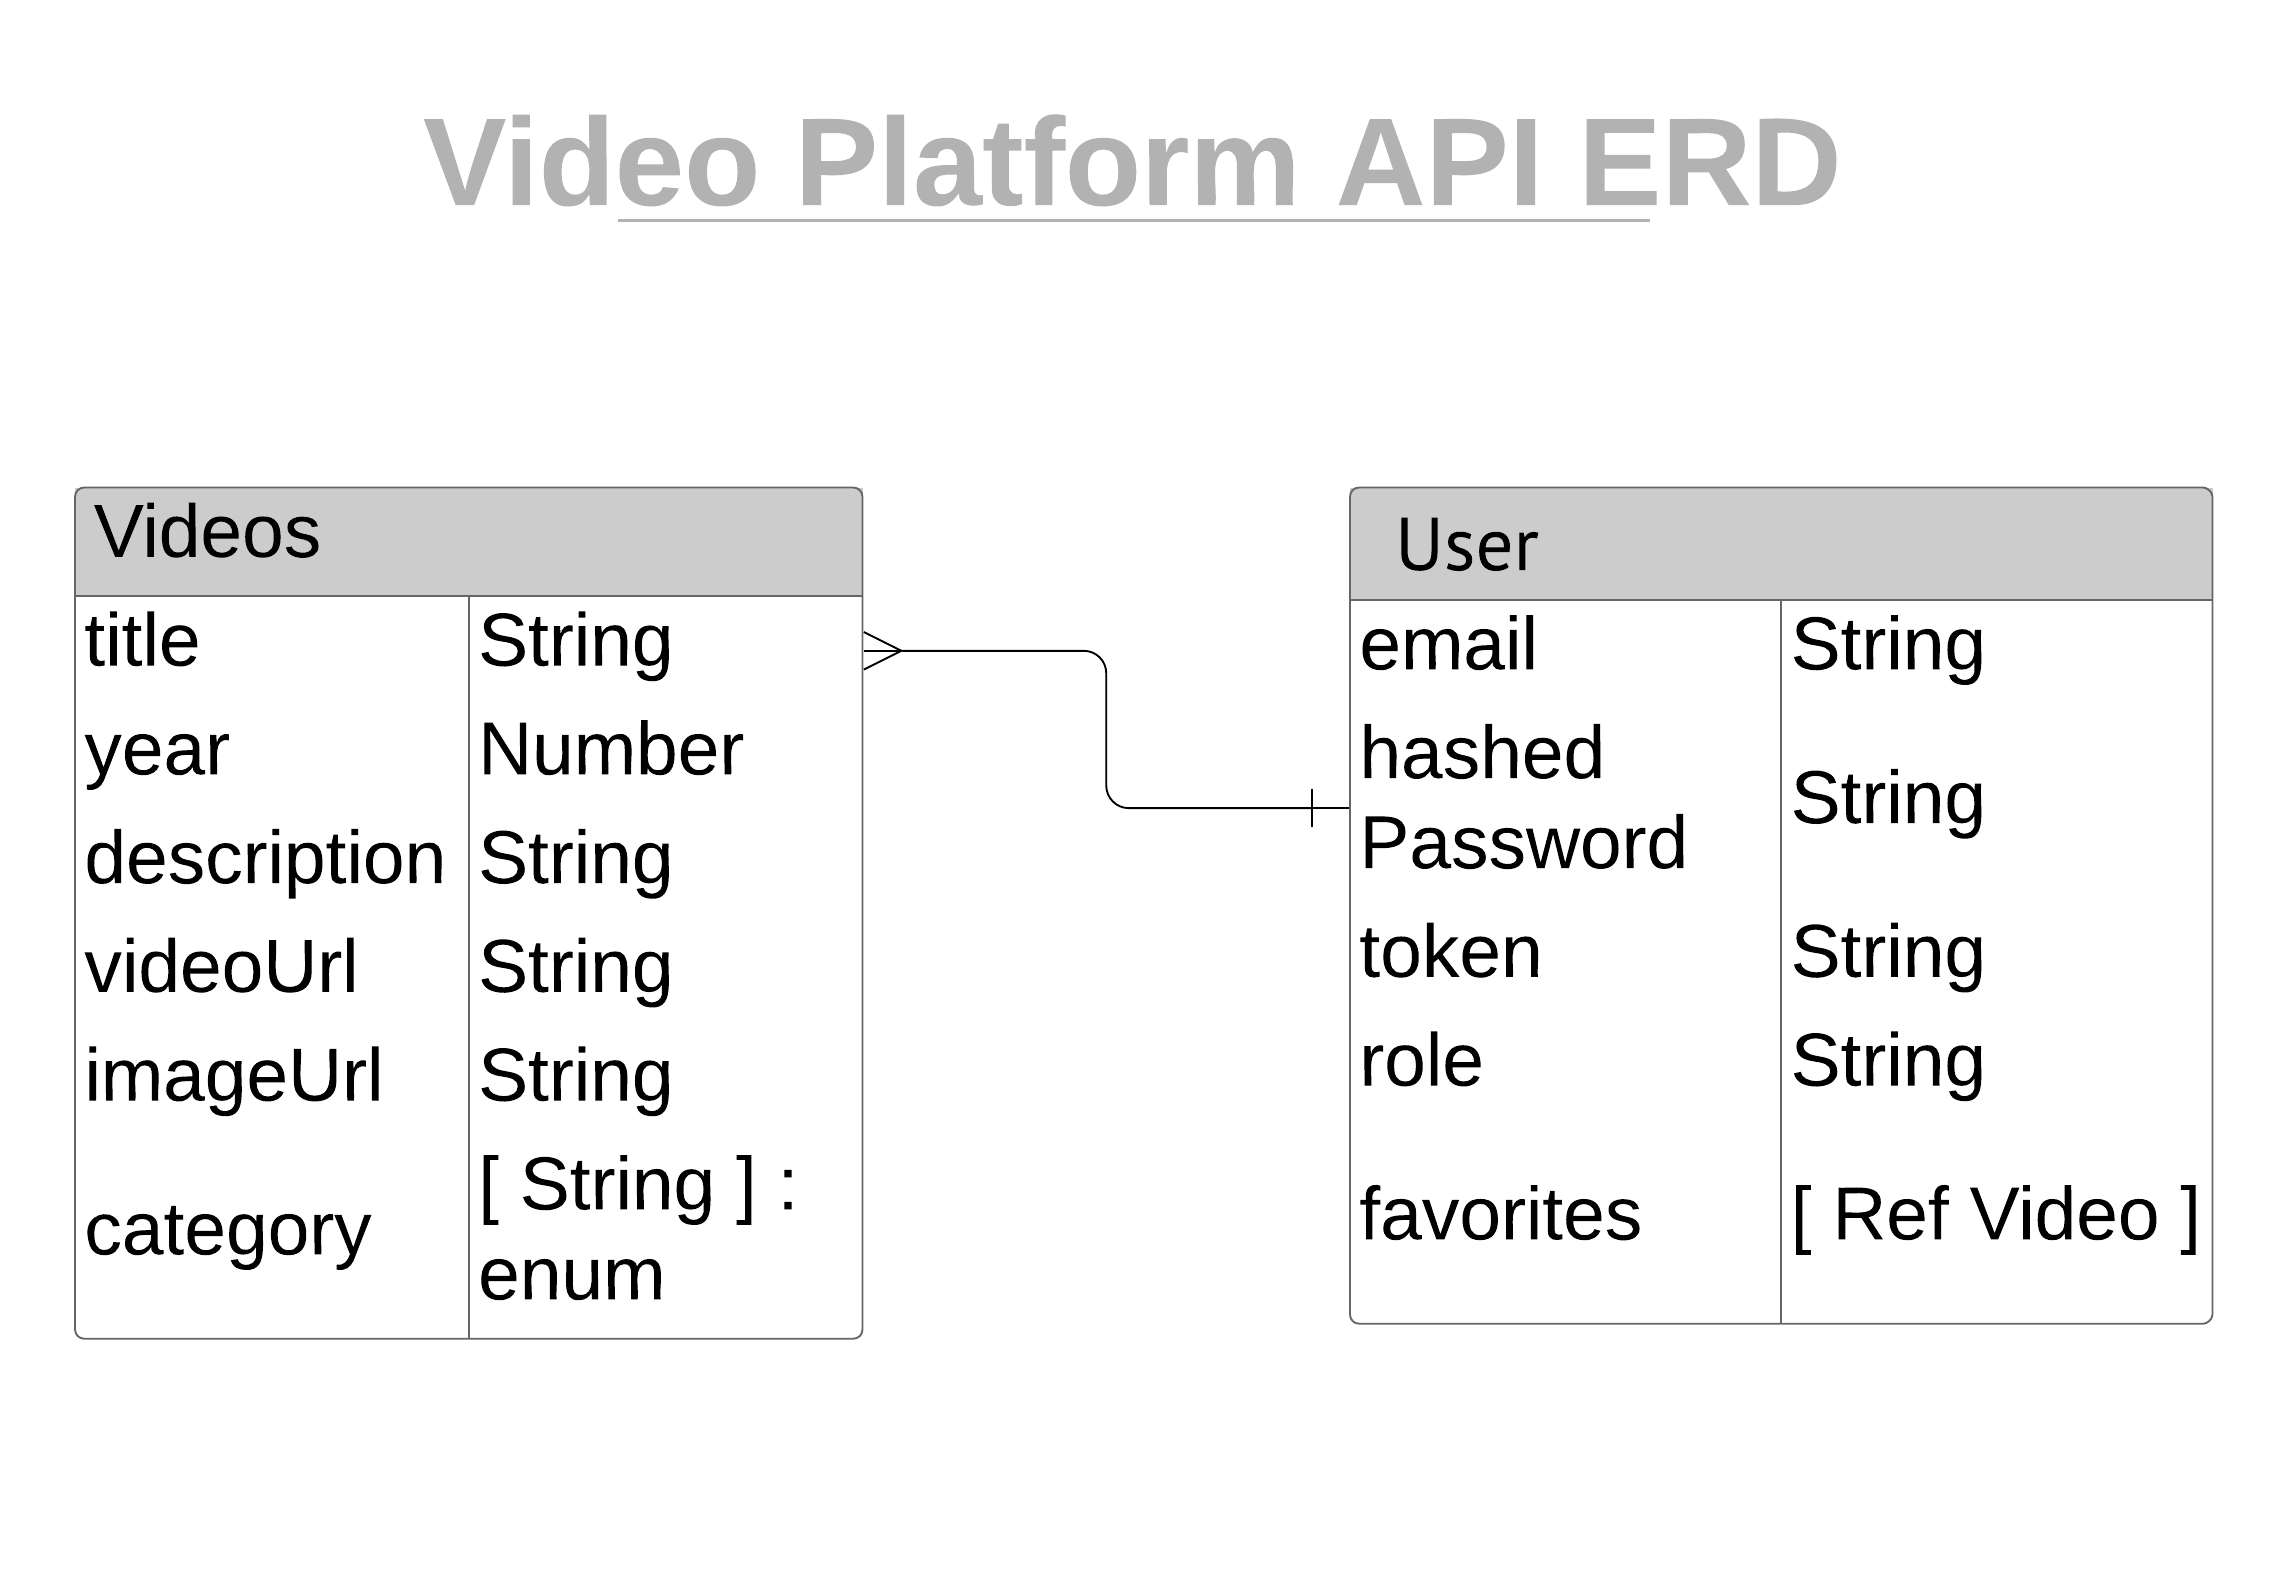 Video Platform API ERD
Videos
title String
year Number
description String
videoUrl String
imageUrl String
category [ String ] :
enum
User
email String
hashed
Password String
token String
role String
favorites [ Ref Video ]